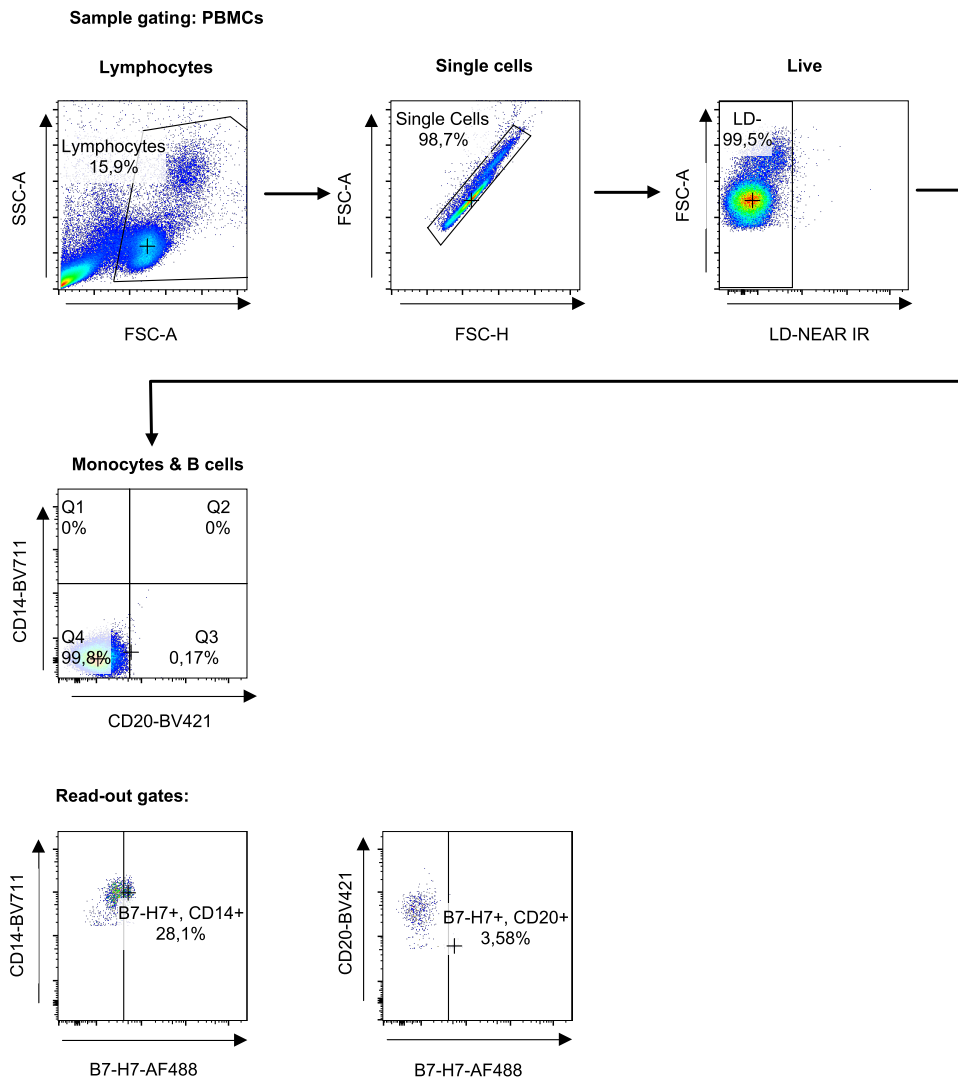 Sample gating: PBMCs
Lymphocytes
Single cells
Live
Lymphocytes
15,9%
SSC-A
FSC-A
Single Cells
98,7%
FSC-A
FSC-H
LD-
99,5%
FSC-A
LD-NEAR IR
Monocytes & B cells
Q1
0%
Q2
0%
Q4
99,8%
Q3
0,17%
CD14-BV711
CD20-BV421
Read-out gates:
B7-H7+, CD14+
28,1%
CD14-BV711
B7-H7-AF488
B7-H7+, CD20+
3,58%
CD20-BV421
B7-H7-AF488